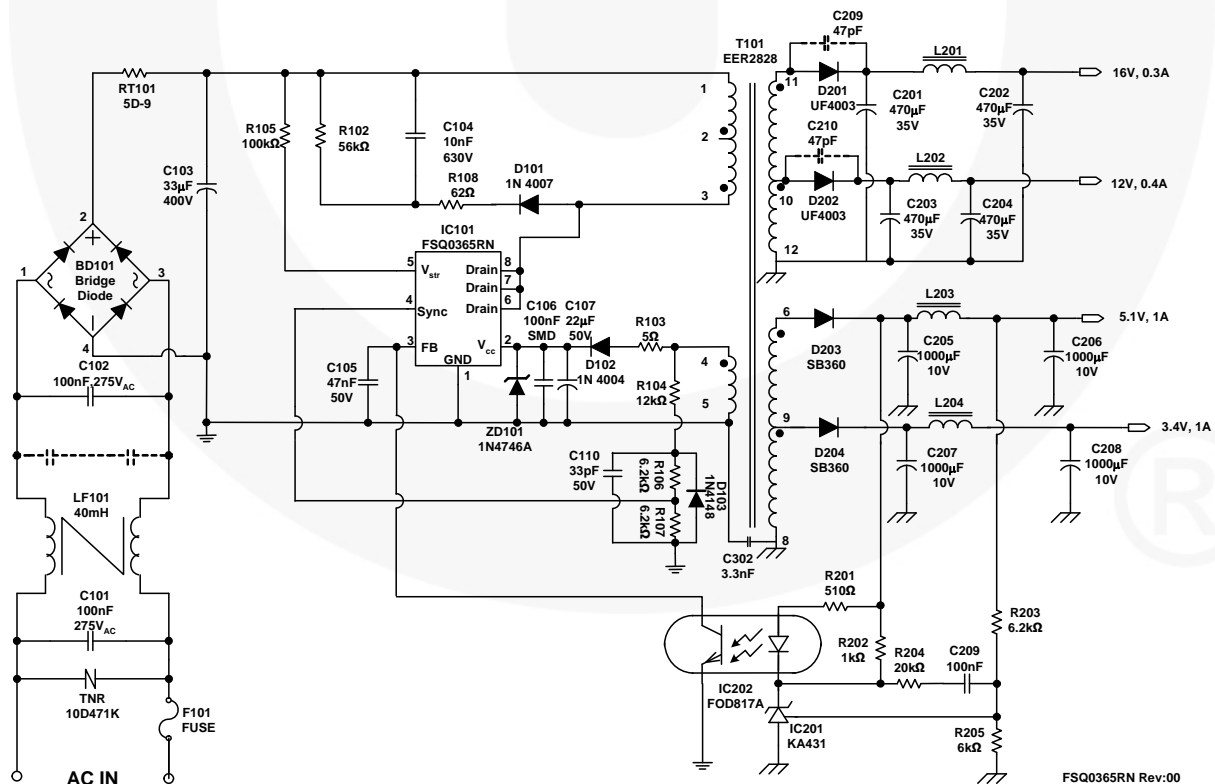 C209
47pF
T101
EER2828
L201
11
16V, 0.3A
RT101
5D-9
1
D201
UF4003
C201
470µF
35V
C202
470µF
35V
R105
100kΩ
R102
56kΩ
C104
10nF
630V
2
C210
47pF
L202
C103
33µF
400V
D101
1N 4007
R108
62Ω
3
10
D202
UF4003
12V, 0.4A
C203
470µF
35V
C204
470µF
35V
2
IC101
FSQ0365RN
12
1
BD101
Bridge
Diode
3
5
Vstr
Drain
8
Drain
7
4
Sync
Drain
6
L203
4
C106
100nF
SMD
C107
22µF
50V
R103
5Ω
6
5.1V, 1A
3
FB
Vcc
2
GND
1
D102
1N 4004
4
D203
SB360
C205
1000µF
10V
C206
1000µF
10V
C102
100nF,275VAC
C105
47nF
50V
R104
12kΩ
5
L204
ZD101
1N4746A
9
3.4V, 1A
D204
SB360
C207
1000µF
10V
C208
1000µF
10V
C110
33pF
50V
R106
6.2kΩ
R107
6.2kΩ
D103
1N4148
LF101
40mH
8
C302
3.3nF
R
C101
100nF
275VAC
R201
510Ω
R203
6.2kΩ
R202
1kΩ
R204
20kΩ
C209
100nF
TNR
10D471K
F101
FUSE
IC202
FOD817A
IC201
KA431
R205
6kΩ
AC IN
FSQ0365RN Rev:00